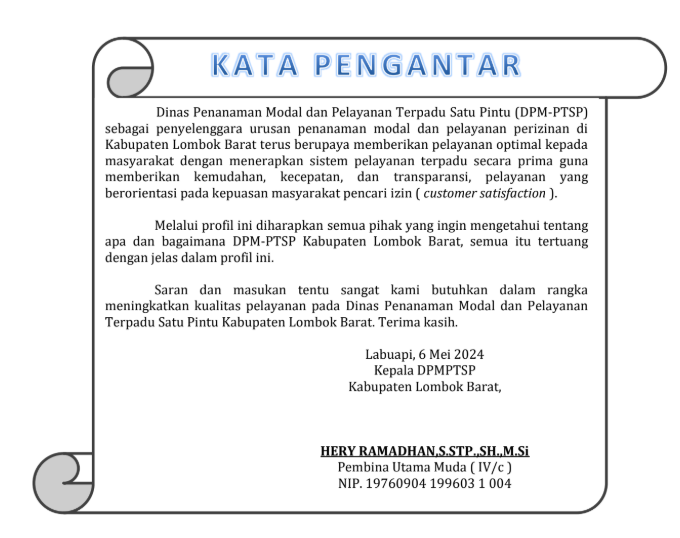 KATA PENGANTAR
Dinas Penanaman Modal dan Pelayanan Terpadu Satu Pintu (DPM-PTSP)
sebagai penyelenggara urusan penanaman modal dan pelayanan perizinan di
Kabupaten Lombok Barat terus berupaya memberikan pelayanan optimal kepada
masyarakat dengan menerapkan sistem pelayanan terpadu secara prima guna
memberikan kemudahan, kecepatan, dan transparansi, pelayanan yang
berorientasi pada kepuasan masyarakat pencari izin ( customer satisfaction ).
Melalui profil ini diharapkan semua pihak yang ingin mengetahui tentang
apa dan bagaimana DPM-PTSP Kabupaten Lombok Barat, semua itu tertuang
dengan jelas dalam profil ini.
Saran dan masukan tentu sangat kami butuhkan dalam rangka
meningkatkan kualitas pelayanan pada Dinas Penanaman Modal dan Pelayanan
Terpadu Satu Pintu Kabupaten Lombok Barat. Terima kasih.
Labuapi, 6 Mei 2024
Kepala DPMPTSP
Kabupaten Lombok Barat,
HERY RAMADHAN,S.STP.,SH.,M.Si
Pembina Utama Muda ( IV/c )
NIP. 19760904 199603 1 004